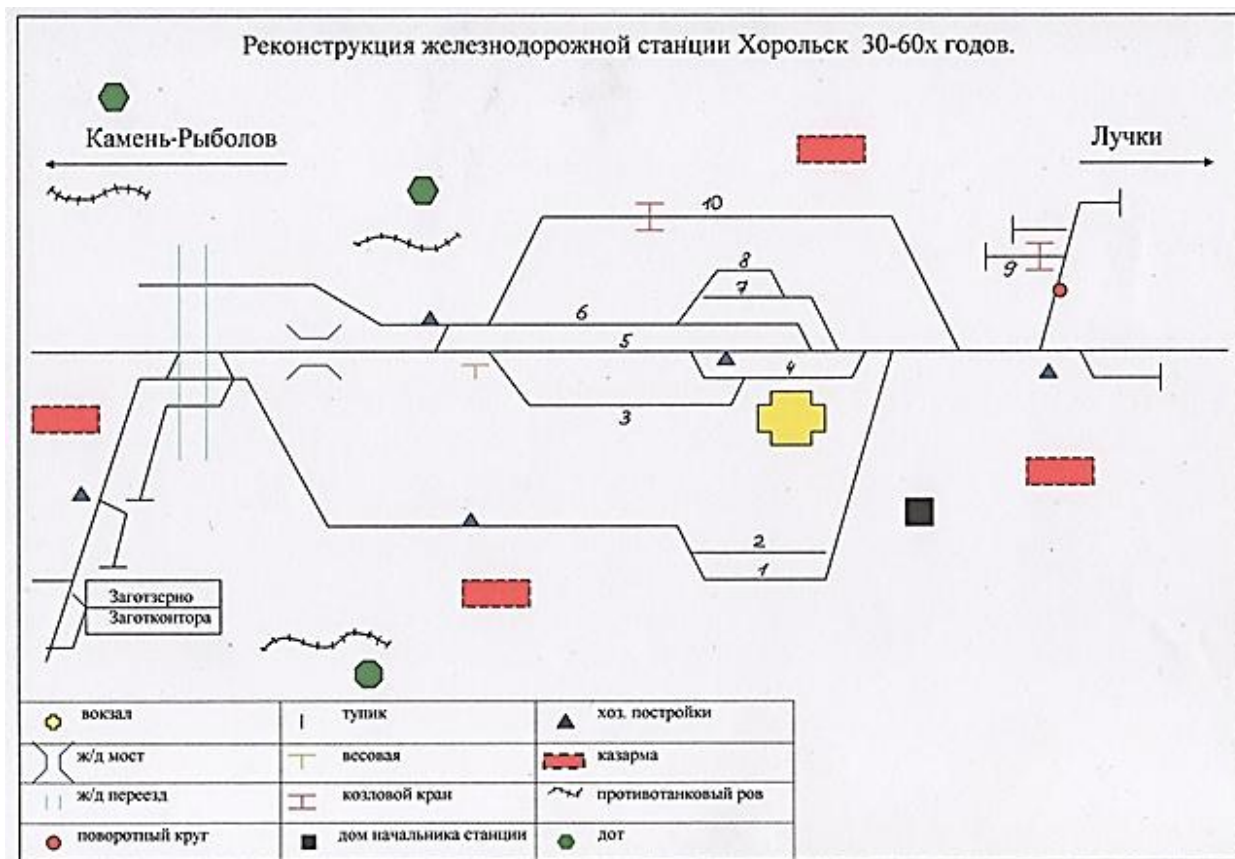 Реконструкция железнодорожной станции Хорольск 30-60х годов.
Камень-Рыболов
Лучки
10
8
7
9
6
5
4
3
2
1
Заготзерно
Заготконтора
вокзал
тупик
хоз. постройки
ж/д мост
весовая
казарма
ж/д переезд
козловой кран
противотанковый ров
поворотный круг
дом начальника станции
дот